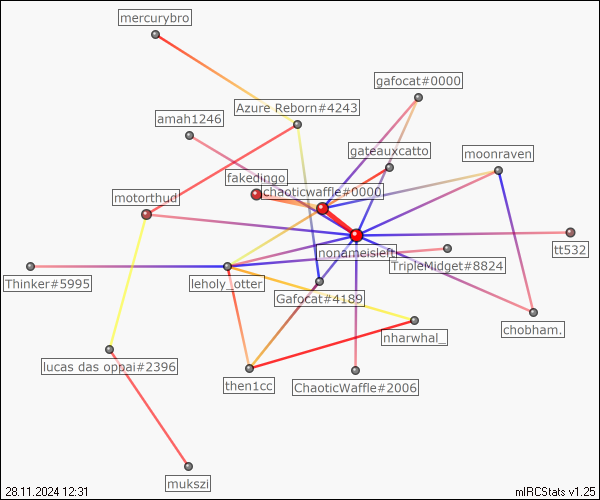 mercurybro
gafocat#0000
Azure Reborn#4243
amah1246
gateauxcatto
moonraven
fakedingo
chaoticwaffle#0000
motorthud
nonameisleft
tt532
TripleMidget#8824
Thinker#5995
leholy_otter
Gafocat#4189
chobham.
nharwhal_
lucas das oppai#2396
then1cc
ChaoticWaffle#2006
mukszi
28.11.2024 12:31
mIRCStats v1.25